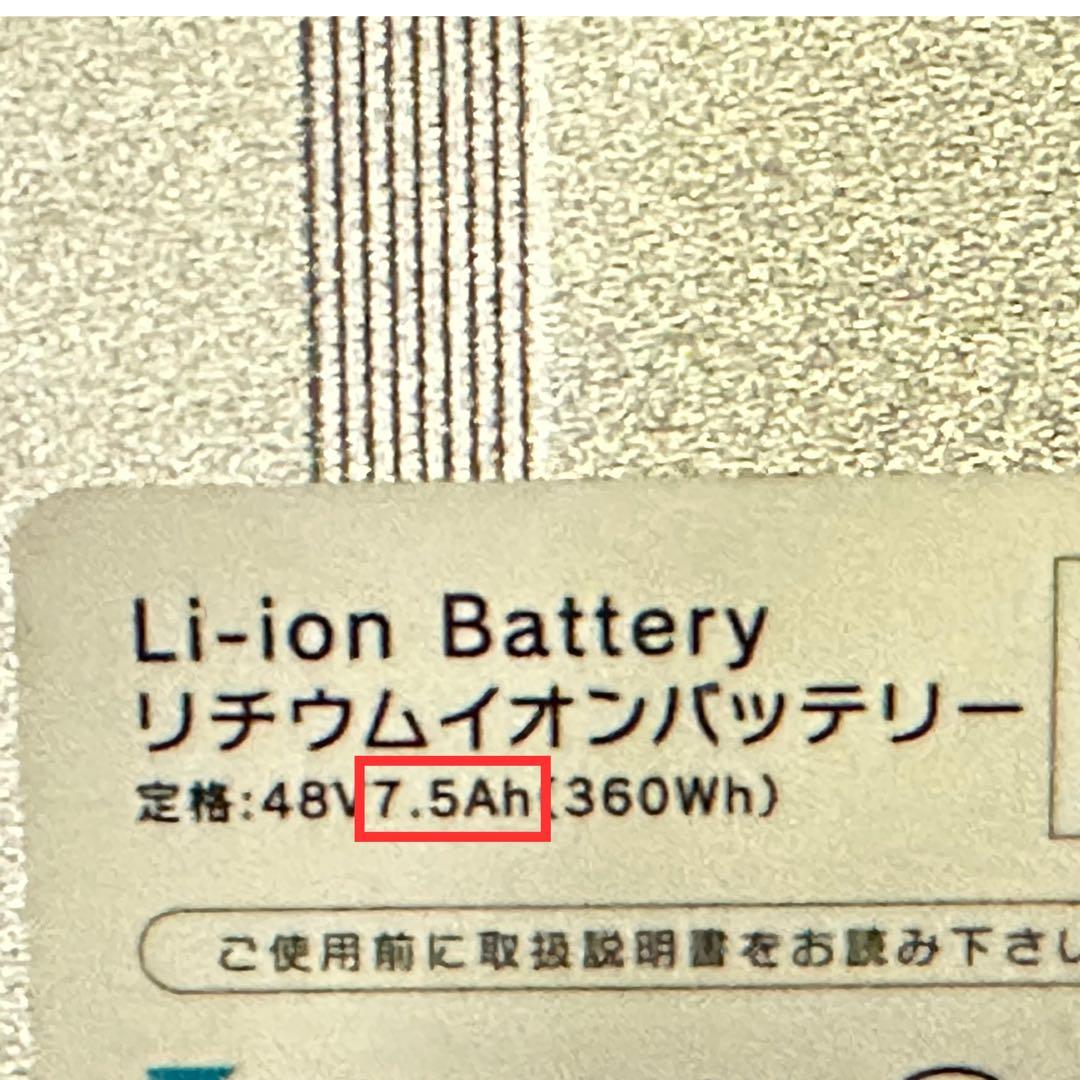 Li-ion Battery
リチウムイオンバッテリー
定格:48V 7.5Ah(360Wh)
ご使用前に取扱説明書をお読み下さい